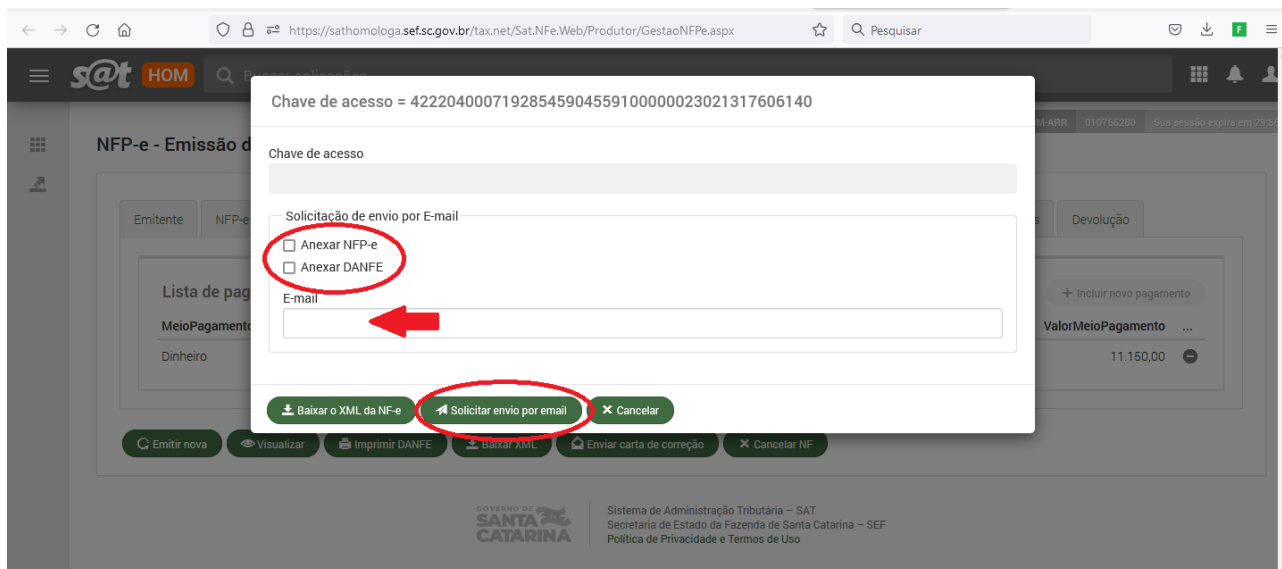 https://sathomologa.sef.sc.gov.br/tax.net/Sat.NFe.Web/Produtor/GestaoNFPe.aspx
Pesquisar
F
s@t HOM
Buscar aplicações
Chave de acesso = 42220400071928545904559100000023021317606140
M-ARR 010766280 Sua sessão expira em 29:5
NFP-e - Emissão d
Chave de acesso
Emitente NFP-e
Devolução
Solicitação de envio por E-mail
Anexar NFP-e
Anexar DANFE
Lista de pag
+ Incluir novo pagamento
E-mail
MeioPagamento
ValorMeioPagamento ...
Dinheiro
11.150,00
Baixar o XML da NF-e
Solicitar envio por email
Cancelar
Emitir nova
Visualizar
Imprimir DANFE
Baixar XML
Enviar carta de correção
Cancelar NF
GOVERNO DE
SANTA
CATARINA
Sistema de Administração Tributária – SAT
Secretaria de Estado da Fazenda de Santa Catarina – SEF
Política de Privacidade e Termos de Uso